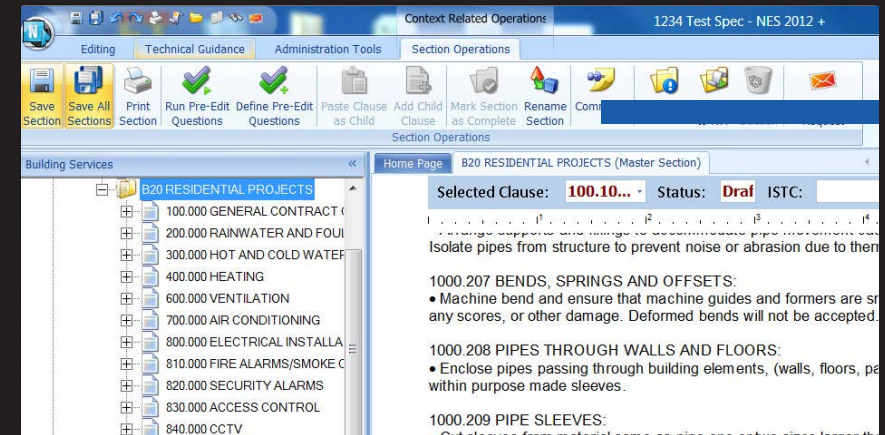 Context Related Operations
1234 Test Spec - NES 2012 +
Editing Technical Guidance Administration Tools Section Operations
Save Section
Save All Sections
Print Section
Run Pre-Edit Questions
Define Pre-Edit Questions
Paste Clause as Child
Add Child Clause
Mark Section as Complete
Rename Section
Section Operations
Building Services
Home Page B20 RESIDENTIAL PROJECTS (Master Section)
B20 RESIDENTIAL PROJECTS
100.000 GENERAL CONTRACT
200.000 RAINWATER AND FOUL
300.000 HOT AND COLD WATER
400.000 HEATING
600.000 VENTILATION
700.000 AIR CONDITIONING
800.000 ELECTRICAL INSTALLA
810.000 FIRE ALARMS/SMOKE
820.000 SECURITY ALARMS
830.000 ACCESS CONTROL
840.000 CCTV
Selected Clause: 100.10... Status: Draf ISTC:
1 2 3 4
Isolate pipes from structure to prevent noise or abrasion due to
1000.207 BENDS, SPRINGS AND OFFSETS:
• Machine bend and ensure that machine guides and formers are
any scores, or other damage. Deformed bends will not be accepted.
1000.208 PIPES THROUGH WALLS AND FLOORS:
• Enclose pipes passing through building elements, (walls, floors,
within purpose made sleeves.
1000.209 PIPE SLEEVES: